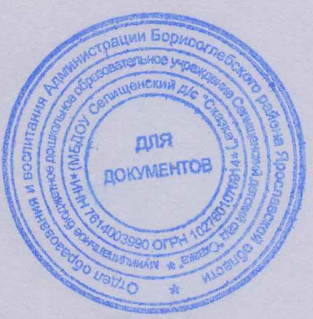 Отдел образования и воспитания Администрации Борисоглебского района Ярославской области *
Муниципальное бюджетное дошкольное образовательное учреждение Селищенский детский сад "Сказка" *
(МБДОУ Селищенский д/с "Сказка") * ИНН 7614003990 ОГРН
ДЛЯ
ДОКУМЕНТОВ